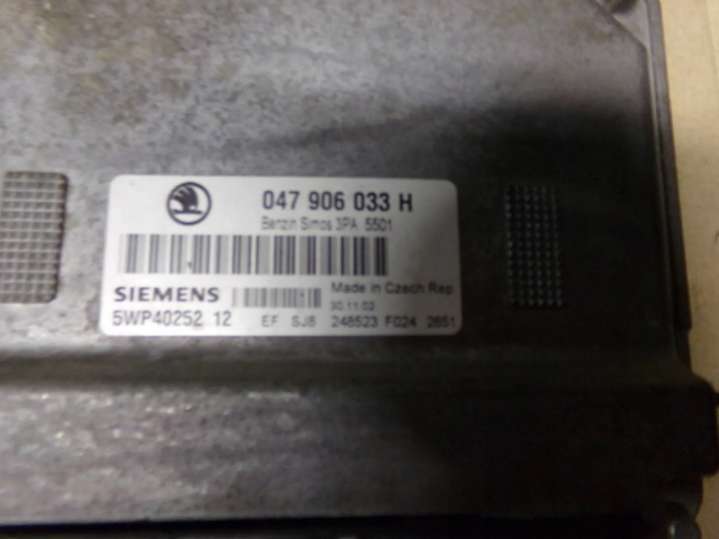 047 906 033 H
Benzin Simos 3PA 5501
SIEMENS
Made in Czech Rep
30.11.02
5WP40252 12
EF SJ8 248523 F024 2651